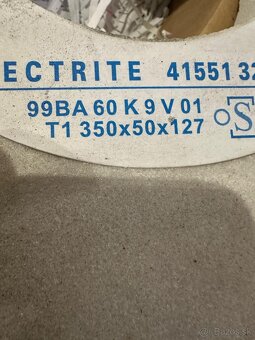 ECTRITE 41551 32
99BA 60 K 9 V 01
S
T1 350x50x127